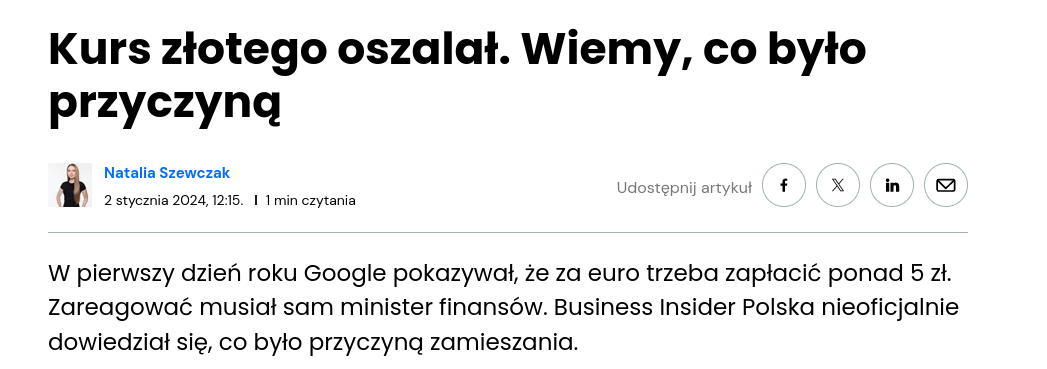 Kurs złotego oszalał. Wiemy, co było
przyczyną
Natalia Szewczak
2 stycznia 2024, 12:15. 1 min czytania
Udostępnij artykuł
W pierwszy dzień roku Google pokazywał, że za euro trzeba zapłacić ponad 5 zł.
Zareagować musiał sam minister finansów. Business Insider Polska nieoficjalnie
dowiedział się, co było przyczyną zamieszania.